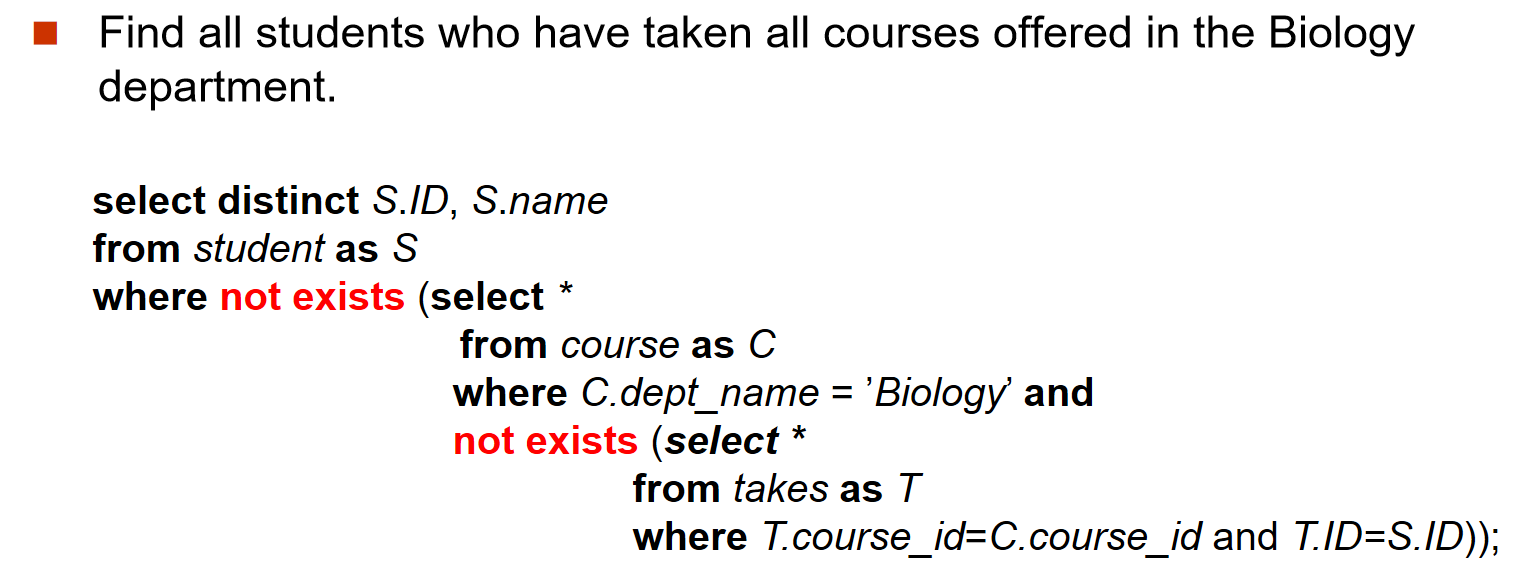 Find all students who have taken all courses offered in the Biology
department.
select distinct S.ID, S.name
from student as S
where not exists (select *
from course as C
where C.dept_name = ’Biology’ and
not exists (select *
from takes as T
where T.course_id=C.course_id and T.ID=S.ID));